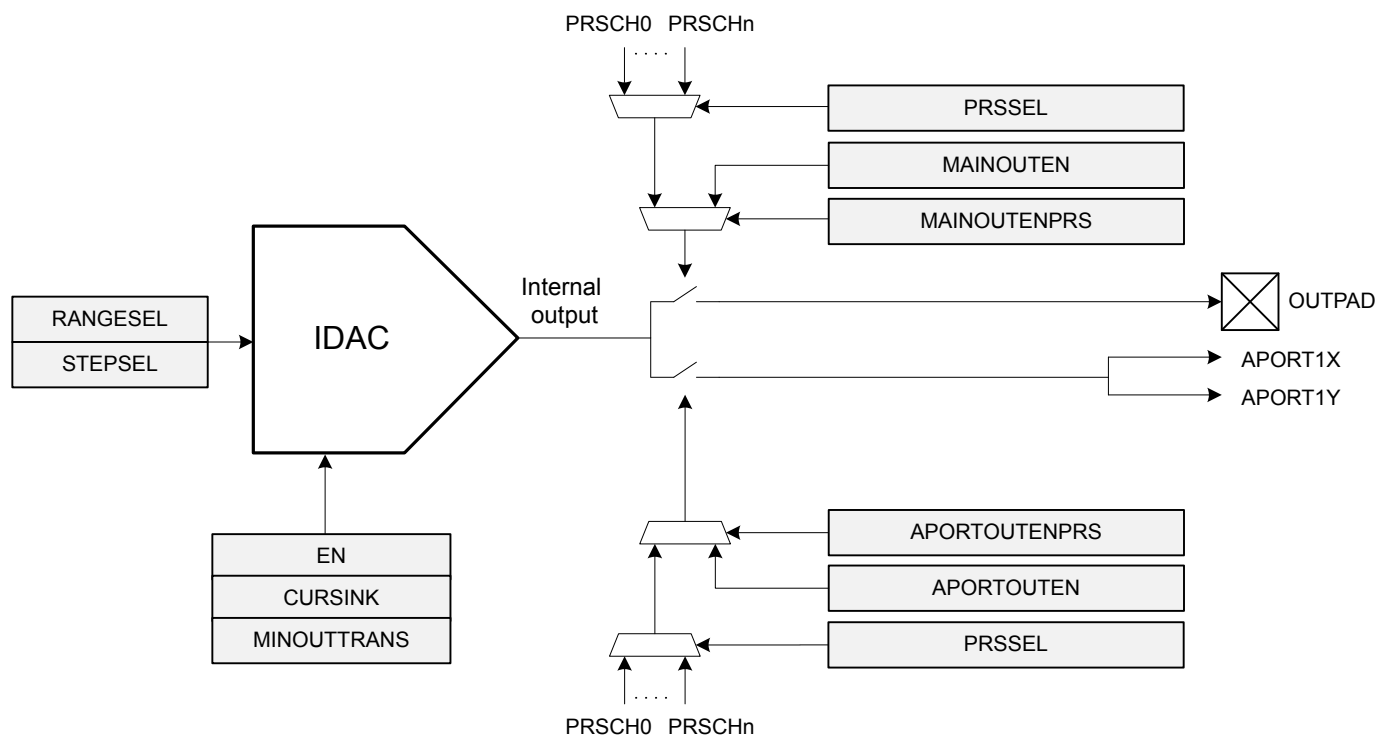 PRSCH0 PRSCHn
. . . .
PRSSEL
MAINOUTEN
MAINOUTENPRS
Internal
output
RANGESEL
STEPSEL
IDAC
OUTPAD
APORT1X
APORT1Y
EN
CURSINK
MINOUTTRANS
APORTOUTENPRS
APORTOUTEN
PRSSEL
. . . .
PRSCH0 PRSCHn